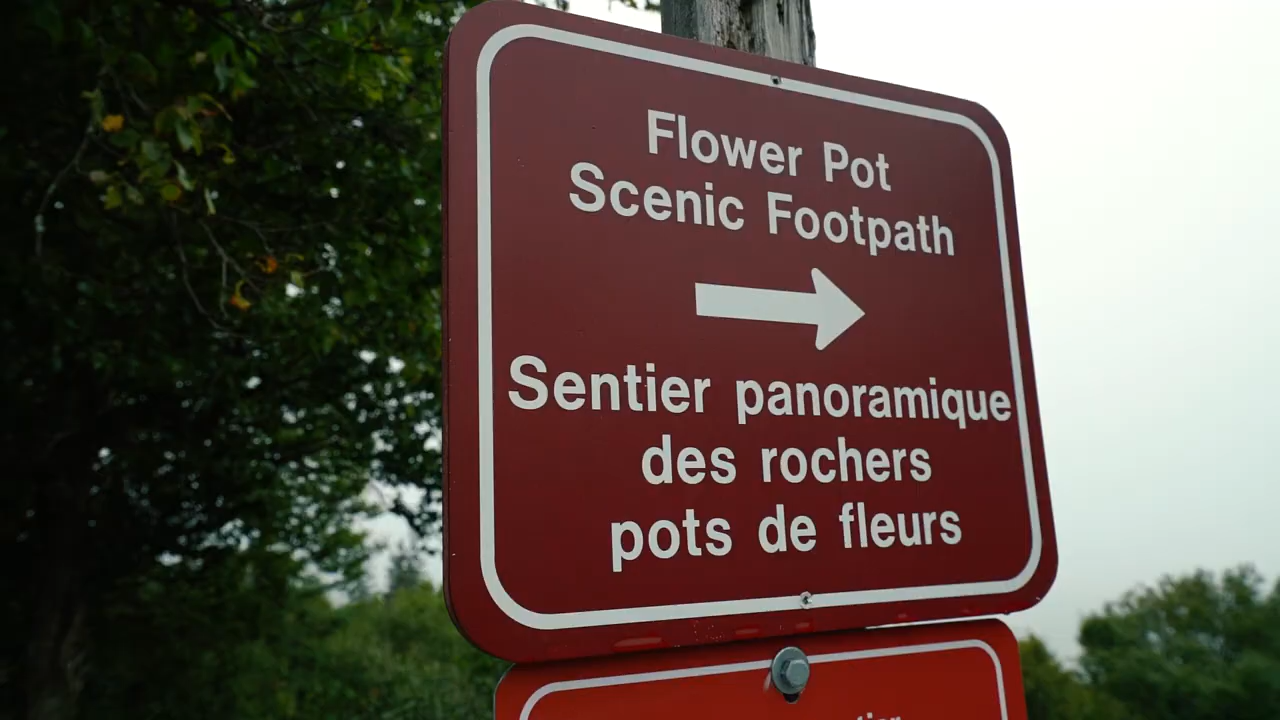 Flower Pot
Scenic Footpath
Sentier panoramique
des rochers
pots de fleurs